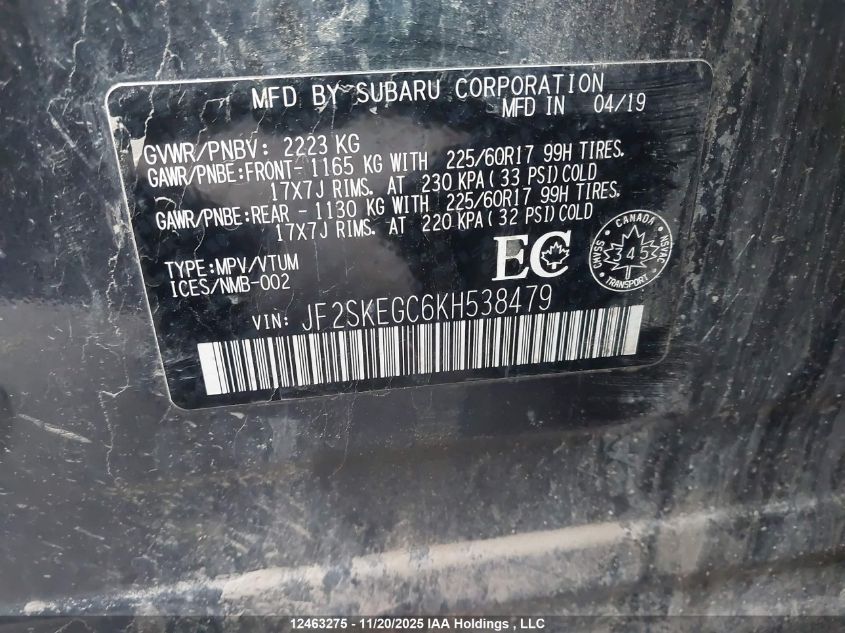 MFD BY SUBARU CORPORATION
MFD IN 04/19
GVWR/PNBV: 2223 KG
GAWR/PNBE:FRONT- 1165 KG WITH 225/60R17 99H TIRES.
17X7J RIMS. AT 230 KPA( 33 PSI)COLD
GAWR/PNBE:REAR - 1130 KG WITH 225/60R17 99H TIRES.
17X7J RIMS. AT 220 KPA( 32 PSI)COLD
EC
CANADA
CMVSS
345
NSVAC
TRANSPORT
TYPE:MPV/VTUM
ICES/NMB-002
VIN: JF2SKEGC6KH538479
12463275 - 11/20/2025 IAA Holdings , LLC